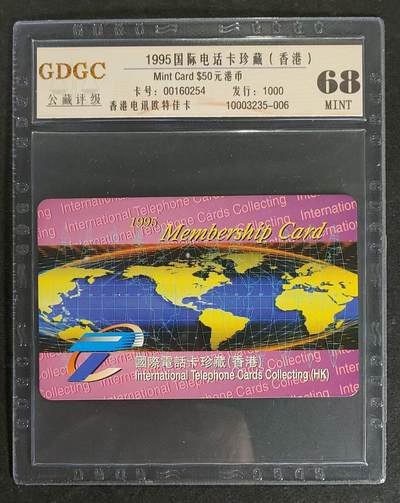 GDGC
公藏评级
1995国际电话卡珍藏(香港)
Mint Card $50元港币
卡号: 00160254 发行: 1000
香港电讯欧特佳卡 10003235-006
68
MINT
International Telephone Cards Collecting
1995 Membership Card
國際電話卡珍藏(香港)
International Telephone Cards Collecting (HK)